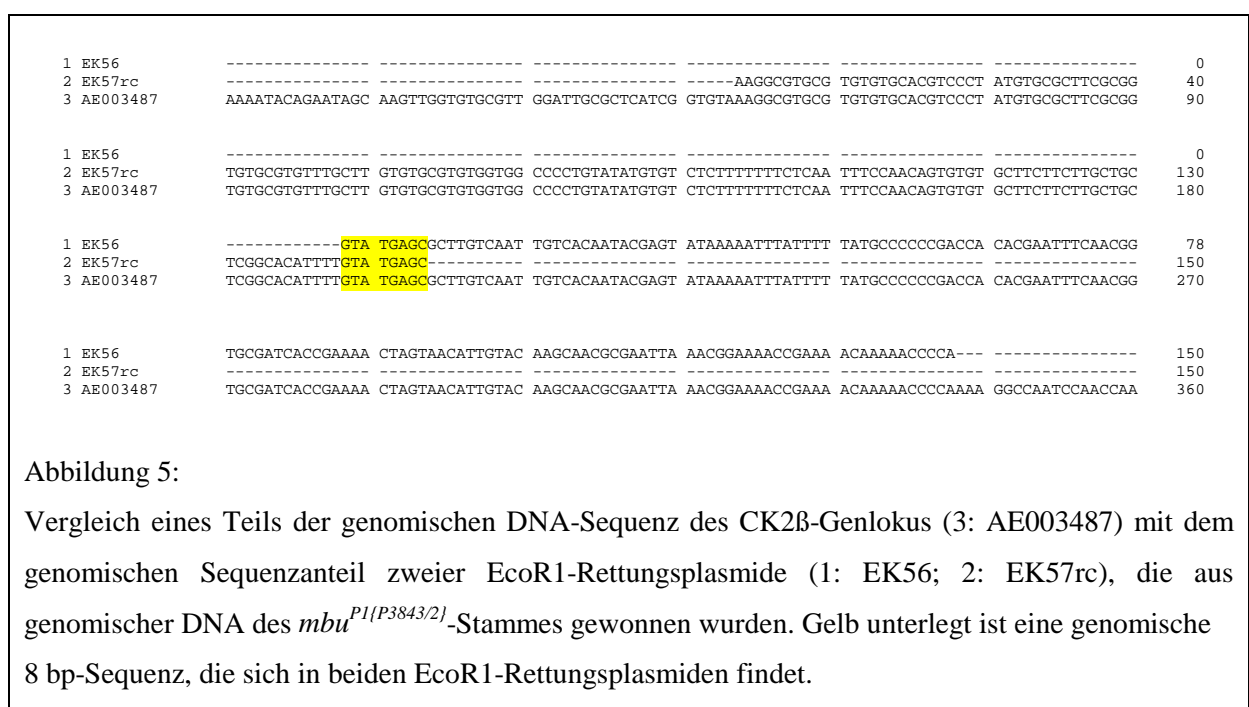 1 EK56 --------------- --------------- --------------- --------------- --------------- --------------- 0
2 EK57rc --------------- --------------- --------------- -----AAGGCGTGCG TGTGTGCACGTCCCT ATGTGCGCTTCGCGG 40
3 AE003487 AAAATACAGAATAGC AAGTTGGTGTGCGTT GGATTGCGCTCATCG GTGTAAAGGCGTGCG TGTGTGCACGTCCCT ATGTGCGCTTCGCGG 90
1 EK56 --------------- --------------- --------------- --------------- --------------- --------------- 0
2 EK57rc TGTGCGTGTTTGCTT GTGTGCGTGTGGTGG CCCCTGTATATGTGT CTCTTTTTTTCTCAA TTTCCAACAGTGTGT GCTTCTTCTTGCTGC 130
3 AE003487 TGTGCGTGTTTGCTT GTGTGCGTGTGGTGG CCCCTGTATATGTGT CTCTTTTTTTCTCAA TTTCCAACAGTGTGT GCTTCTTCTTGCTGC 180
1 EK56 ------------GTA TGAGCGCTTGTCAAT TGTCACAATACGAGT ATAAAAATTTATTTT TATGCCCCCCGACCA CACGAATTTCAACGG 78
2 EK57rc TCGGCACATTTTGTA TGAGC---------- --------------- --------------- --------------- --------------- 150
3 AE003487 TCGGCACATTTTGTA TGAGCGCTTGTCAAT TGTCACAATACGAGT ATAAAAATTTATTTT TATGCCCCCCGACCA CACGAATTTCAACGG 270
1 EK56 TGCGATCACCGAAAA CTAGTAACATTGTAC AAGCAACGCGAATTA AACGGAAAACCGAAA ACAAAAACCCCA--- --------------- 150
2 EK57rc --------------- --------------- --------------- --------------- --------------- --------------- 150
3 AE003487 TGCGATCACCGAAAA CTAGTAACATTGTAC AAGCAACGCGAATTA AACGGAAAACCGAAA ACAAAAACCCCAAAA GGCCAATCCAACCAA 360
Abbildung 5:
Vergleich eines Teils der genomischen DNA-Sequenz des CK2ß-Genlokus (3: AE003487) mit dem
genomischen Sequenzanteil zweier EcoR1-Rettungsplasmide (1: EK56; 2: EK57rc), die aus
genomischer DNA des mbu^P1{P3843/2}-Stammes gewonnen wurden. Gelb unterlegt ist eine genomische
8 bp-Sequenz, die sich in beiden EcoR1-Rettungsplasmiden findet.